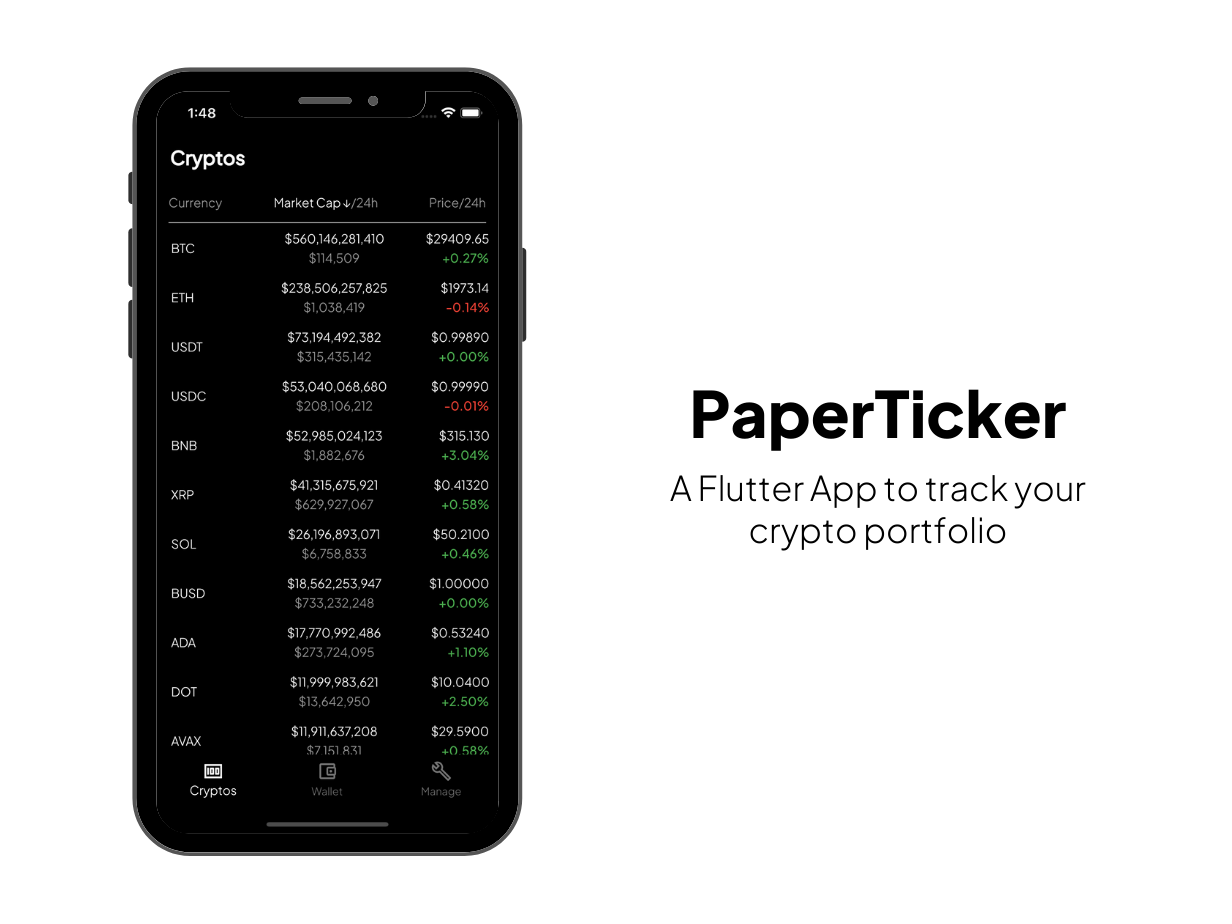 1:48
Cryptos
Currency Market Cap ↓/24h Price/24h
BTC $560,146,281,410 $29409.65
$114,509 +0.27%
ETH $238,506,257,825 $1973.14
$1,038,419 -0.14%
USDT $73,194,492,382 $0.99890
$315,435,142 +0.00%
USDC $53,040,068,680 $0.99990
$208,106,212 -0.01%
BNB $52,985,024,123 $315.130
$1,882,676 +3.04%
XRP $41,315,675,921 $0.41320
$629,927,067 +0.58%
SOL $26,196,893,071 $50.2100
$6,758,833 +0.46%
BUSD $18,562,253,947 $1.00000
$733,232,248 +0.00%
ADA $17,770,992,486 $0.53240
$273,724,095 +1.10%
DOT $11,999,983,621 $10.0400
$13,642,950 +2.50%
AVAX $11,911,637,208 $29.5900
$7,151,831 +0.58%
Cryptos Wallet Manage
PaperTicker
A Flutter App to track your
crypto portfolio